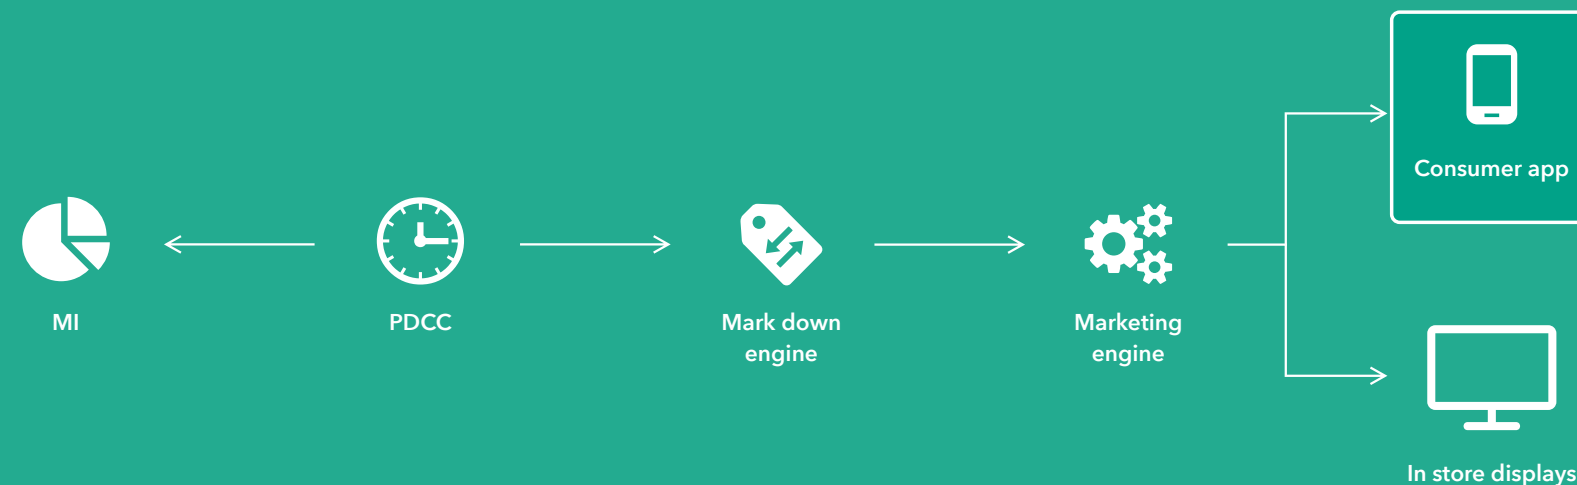 Consumer app
MI
PDCC
Mark down
engine
Marketing
engine
In store displays